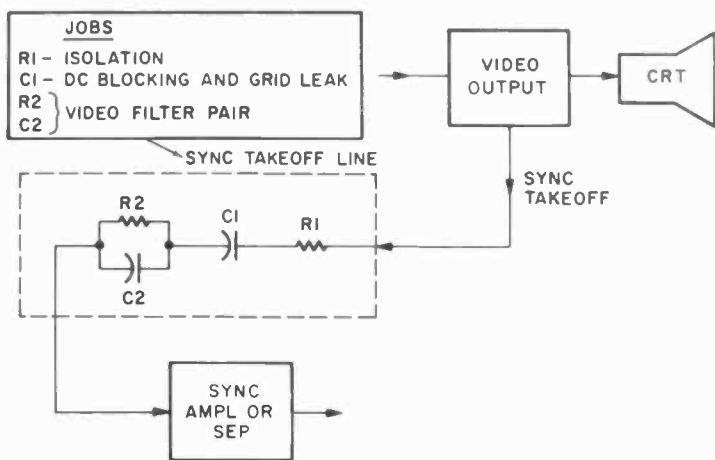 JOBS
R1 - ISOLATION
C1 - DC BLOCKING AND GRID LEAK
R2
C2
VIDEO FILTER PAIR
VIDEO
OUTPUT
CRT
SYNC TAKEOFF LINE
SYNC
TAKEOFF
R2
C1
R1
C2
SYNC
AMPL OR
SEP